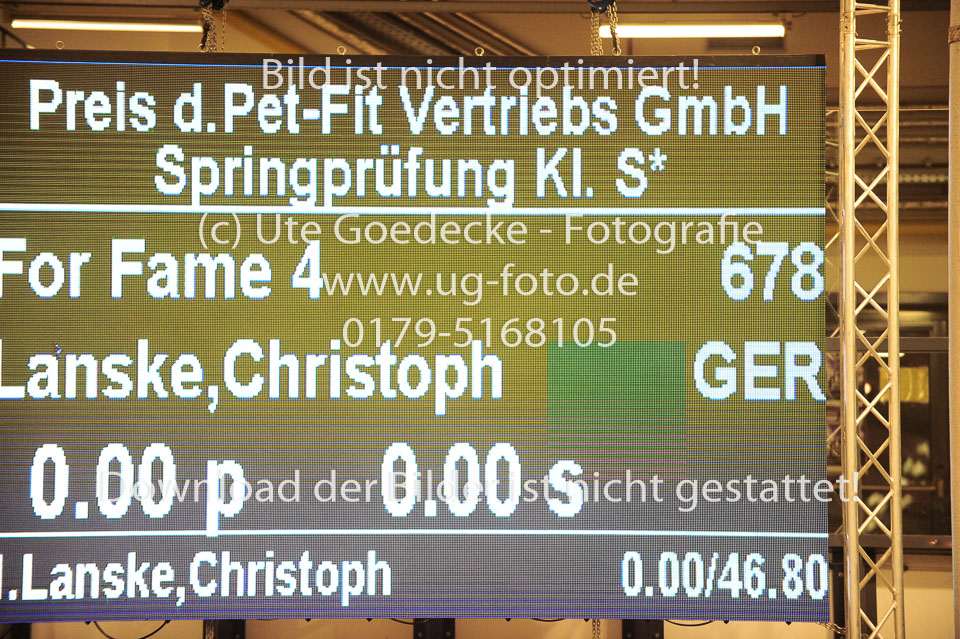 Bild ist nicht optimiert!
Preis d.Pet-Fit Vertriebs GmbH
Springprüfung Kl. S*
(c) Ute Goedecke - Fotografie
For Fame 4 678
www.ug-foto.de
0179-5168105
Lanske,Christoph GER
0.00 p 0.00 s
Download der Bilder ist nicht gestattet!
.Lanske,Christoph 0.00/46.80